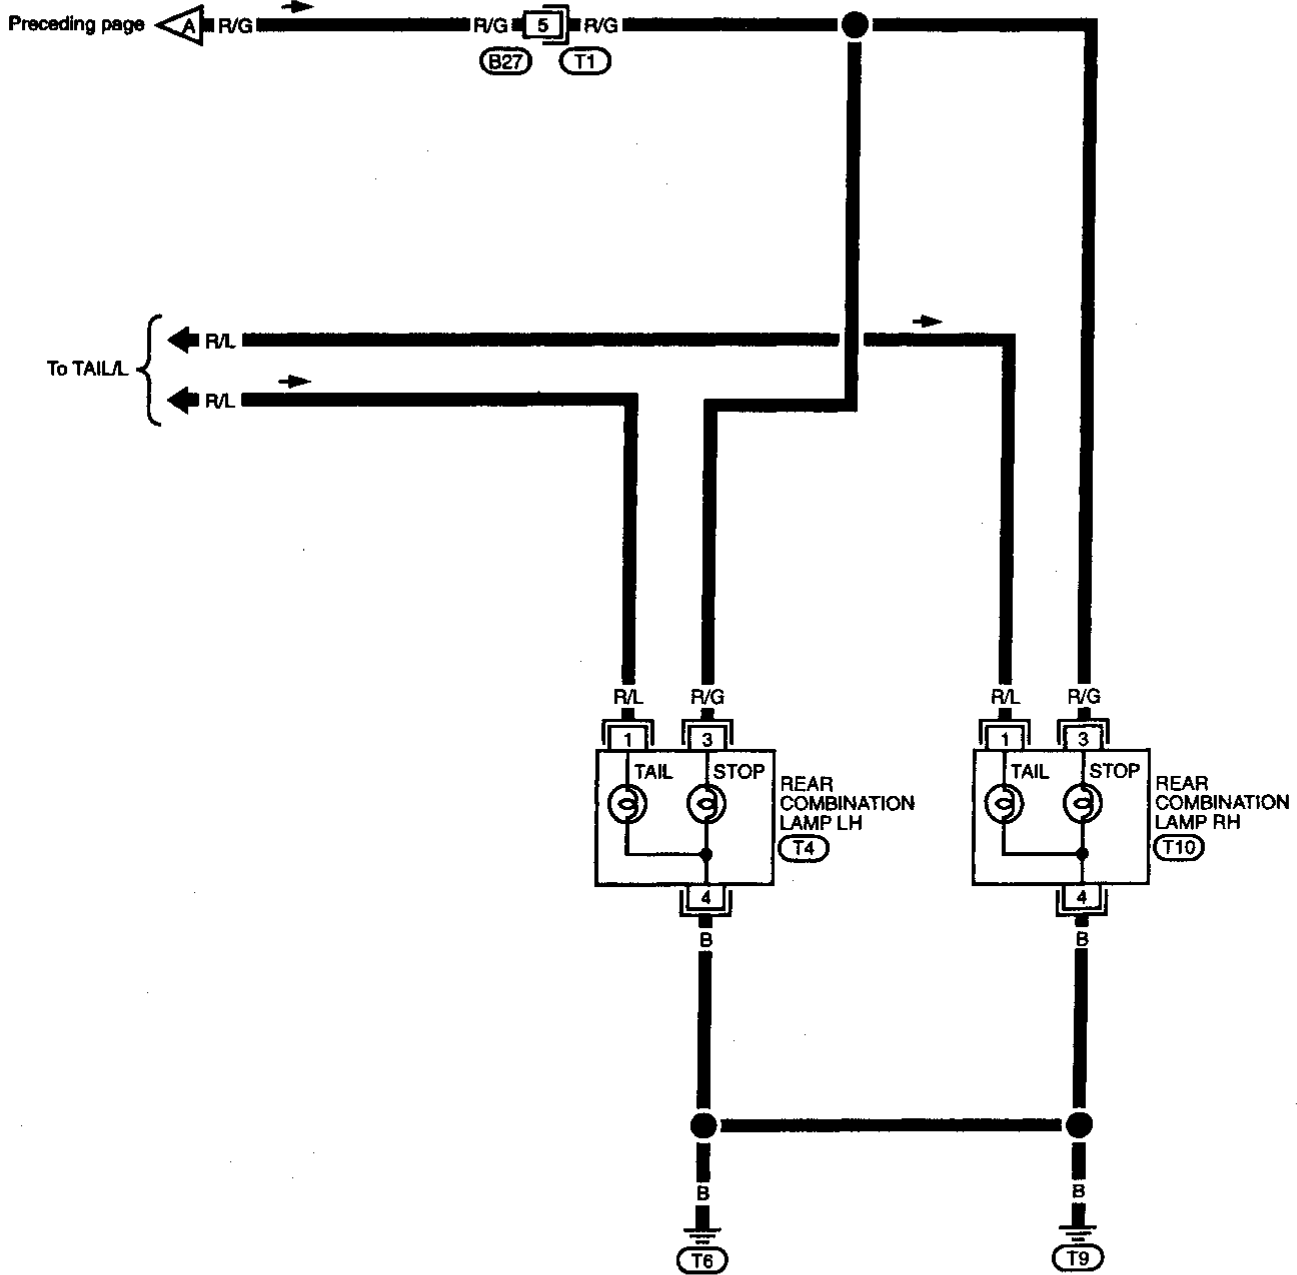 Preceding page A R/G R/G 5 R/G
B27 T1
R/L
To TAIL/L
R/L
R/L R/G R/L R/G
1 3 1 3
TAIL STOP TAIL STOP
REAR
COMBINATION
LAMP LH
T4
REAR
COMBINATION
LAMP RH
T10
4 4
B B
B B
T6 T9